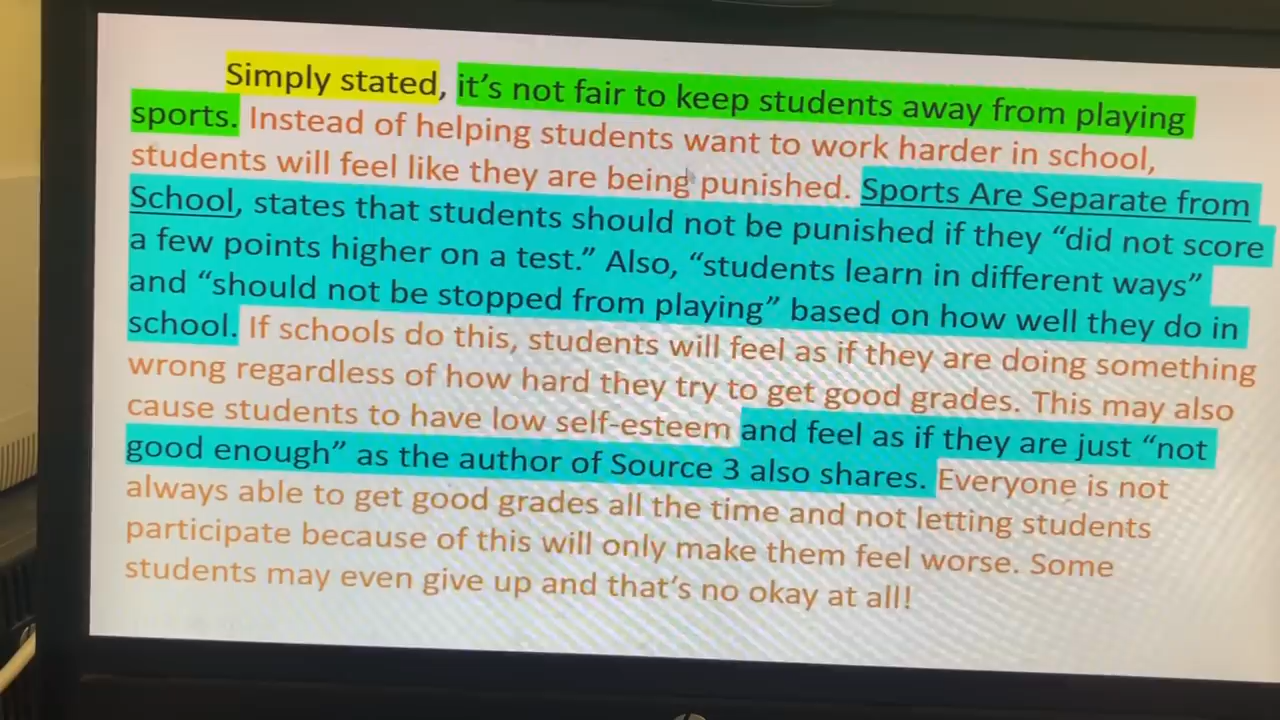 Simply stated, it's not fair to keep students away from playing
sports. Instead of helping students want to work harder in school,
students will feel like they are being punished. Sports Are Separate from
School, states that students should not be punished if they “did not score
a few points higher on a test.” Also, “students learn in different ways”
and “should not be stopped from playing” based on how well they do in
school. If schools do this, students will feel as if they are doing something
wrong regardless of how hard they try to get good grades. This may also
cause students to have low self-esteem and feel as if they are just “not
good enough” as the author of Source 3 also shares. Everyone is not
always able to get good grades all the time and not letting students
participate because of this will only make them feel worse. Some
students may even give up and that's no okay at all!